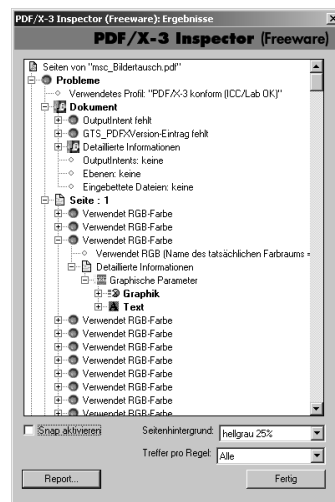 PDF/X-3 Inspector (Freeware): Ergebnisse
PDF/X-3 Inspector (Freeware)
Seiten von "msc_Bildertausch.pdf"
Probleme
Verwendetes Profil: "PDF/X-3 konform (ICC/Lab OK)"
Dokument
OutputIntent fehlt
GTS_PDFXVersion-Eintrag fehlt
Detaillierte Informationen
OutputIntents: keine
Ebenen: keine
Eingebettete Dateien: keine
Seite : 1
Verwendet RGB-Farbe
Verwendet RGB-Farbe
Verwendet RGB-Farbe
Verwendet RGB (Name des tatsächlichen Farbraums =
Detaillierte Informationen
Graphische Parameter
Graphik
Text
Verwendet RGB-Farbe
Verwendet RGB-Farbe
Verwendet RGB-Farbe
Verwendet RGB-Farbe
Verwendet RGB-Farbe
Verwendet RGB-Farbe
Verwendet RGB-Farbe
Verwendet RGB-Farbe
Snap aktivieren
Seitenhintergrund: hellgrau 25%
Treffer pro Regel: Alle
Report... Fertig